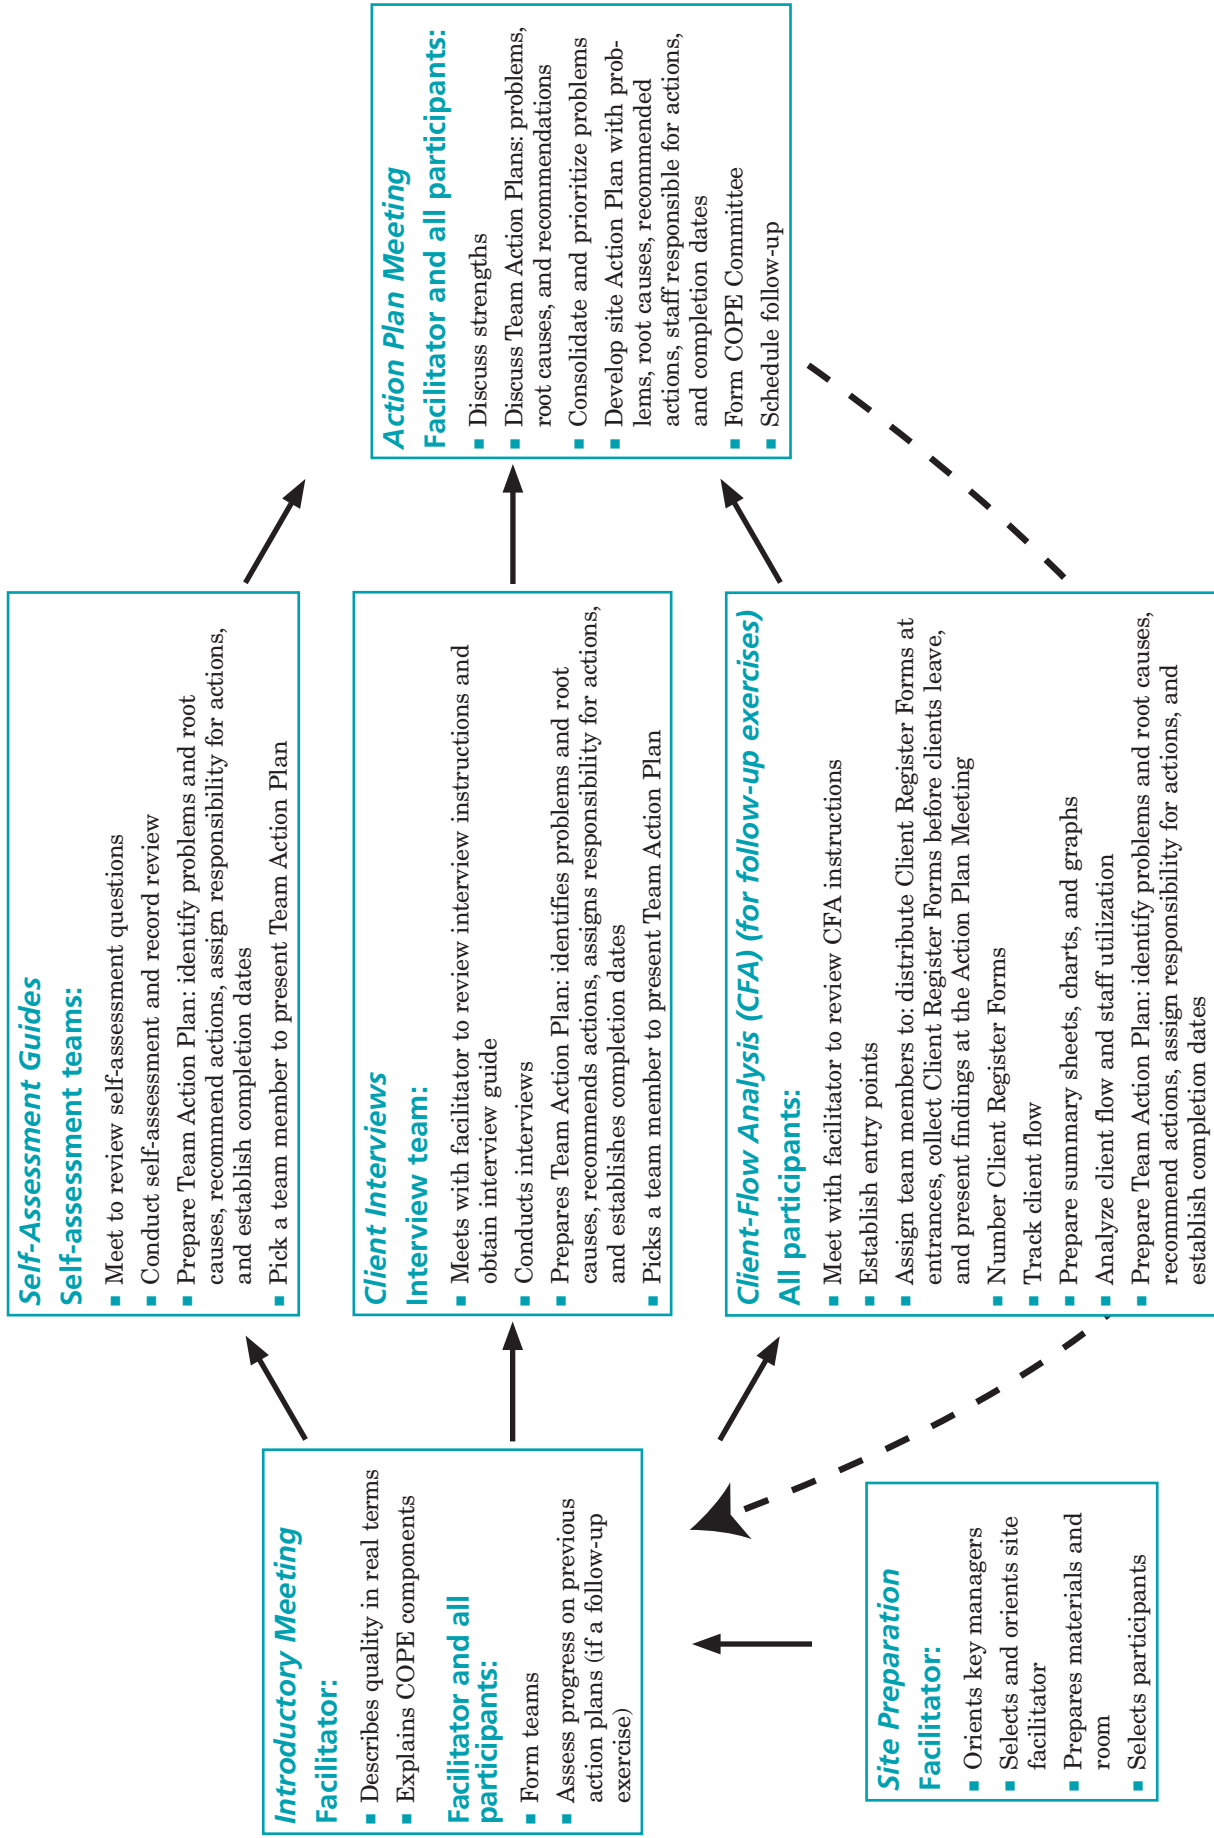 Site Preparation
Facilitator:
■ Orients key managers
■ Selects and orients site
facilitator
■ Prepares materials and
room
■ Selects participants
Introductory Meeting
Facilitator:
■ Describes quality in real terms
■ Explains COPE components
Facilitator and all
participants:
■ Form teams
■ Assess progress on previous
action plans (if a follow-up
exercise)
Self-Assessment Guides
Self-assessment teams:
■ Meet to review self-assessment questions
■ Conduct self-assessment and record review
■ Prepare Team Action Plan: identify problems and root
causes, recommend actions, assign responsibility for actions,
and establish completion dates
■ Pick a team member to present Team Action Plan
Client Interviews
Interview team:
■ Meets with facilitator to review interview instructions and
obtain interview guide
■ Conducts interviews
■ Prepares Team Action Plan: identifies problems and root
causes, recommends actions, assigns responsibility for actions,
and establishes completion dates
■ Picks a team member to present Team Action Plan
Client-Flow Analysis (CFA) (for follow-up exercises)
All participants:
■ Meet with facilitator to review CFA instructions
■ Establish entry points
■ Assign team members to: distribute Client Register Forms at
entrances, collect Client Register Forms before clients leave,
and present findings at the Action Plan Meeting
■ Number Client Register Forms
■ Track client flow
■ Prepare summary sheets, charts, and graphs
■ Analyze client flow and staff utilization
■ Prepare Team Action Plan: identify problems and root causes,
recommend actions, assign responsibility for actions, and
establish completion dates
Action Plan Meeting
Facilitator and all participants:
■ Discuss strengths
■ Discuss Team Action Plans: problems,
root causes, and recommendations
■ Consolidate and prioritize problems
■ Develop site Action Plan with prob-
lems, root causes, recommended
actions, staff responsible for actions,
and completion dates
■ Form COPE Committee
■ Schedule follow-up